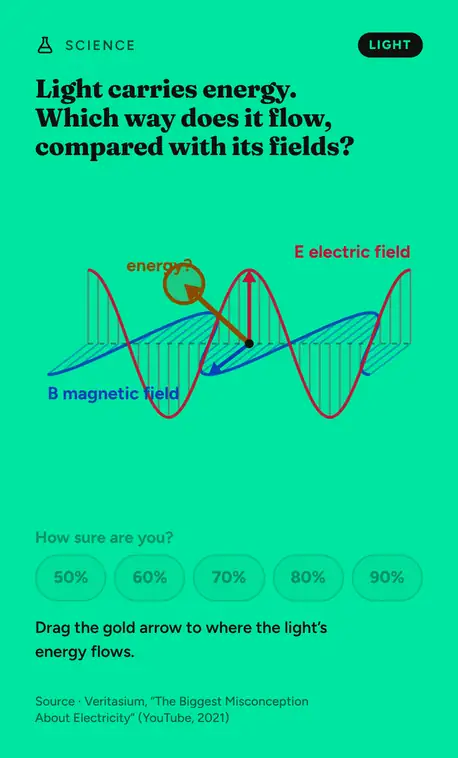 SCIENCE
LIGHT
Light carries energy.
Which way does it flow,
compared with its fields?
E electric field
energy?
B magnetic field
How sure are you?
50%
60%
70%
80%
90%
Drag the gold arrow to where the light’s
energy flows.
Source · Veritasium, “The Biggest Misconception
About Electricity” (YouTube, 2021)